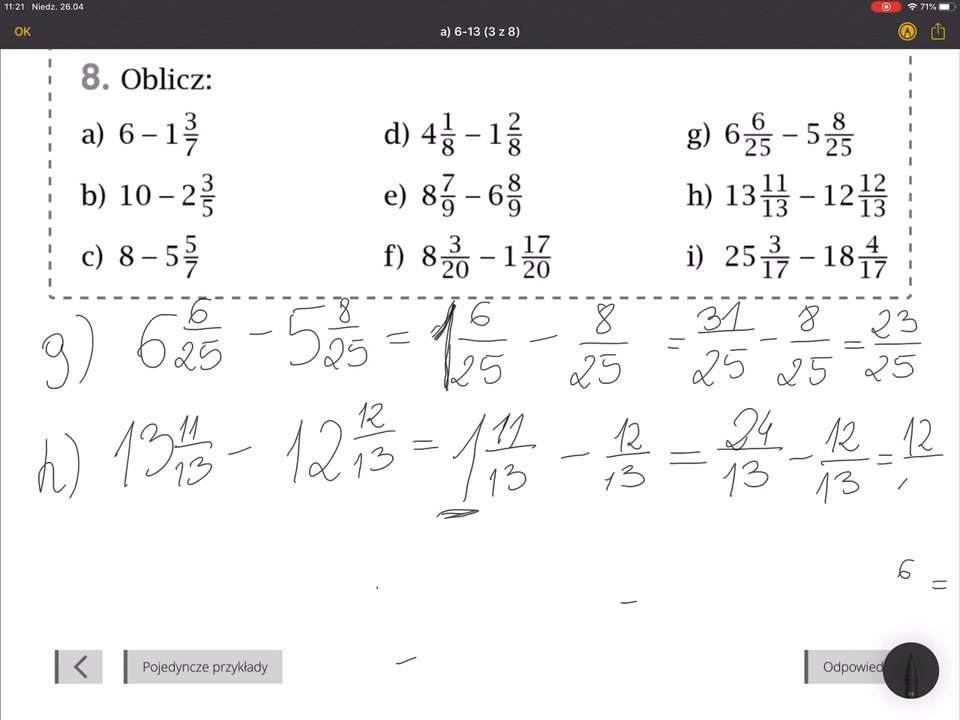 11:21 Niedz. 26.04 71%
OK a) 6-13 (3 z 8)
8. Oblicz:
a) 6 – 1 3/7 d) 4 1/8 – 1 2/8 g) 6 6/25 – 5 8/25
b) 10 – 2 3/5 e) 8 7/9 – 6 8/9 h) 13 11/13 – 12 12/13
c) 8 – 5 5/7 f) 8 3/20 – 1 17/20 i) 25 3/17 – 18 4/17
g) 6 6/25 – 5 8/25 = 1 6/25 – 8/25 = 31/25 – 8/25 = 23/25
h) 13 11/13 – 12 12/13 = 1 11/13 – 12/13 = 24/13 – 12/13 = 12/
6 =
–
Pojedyncze przykłady Odpowied